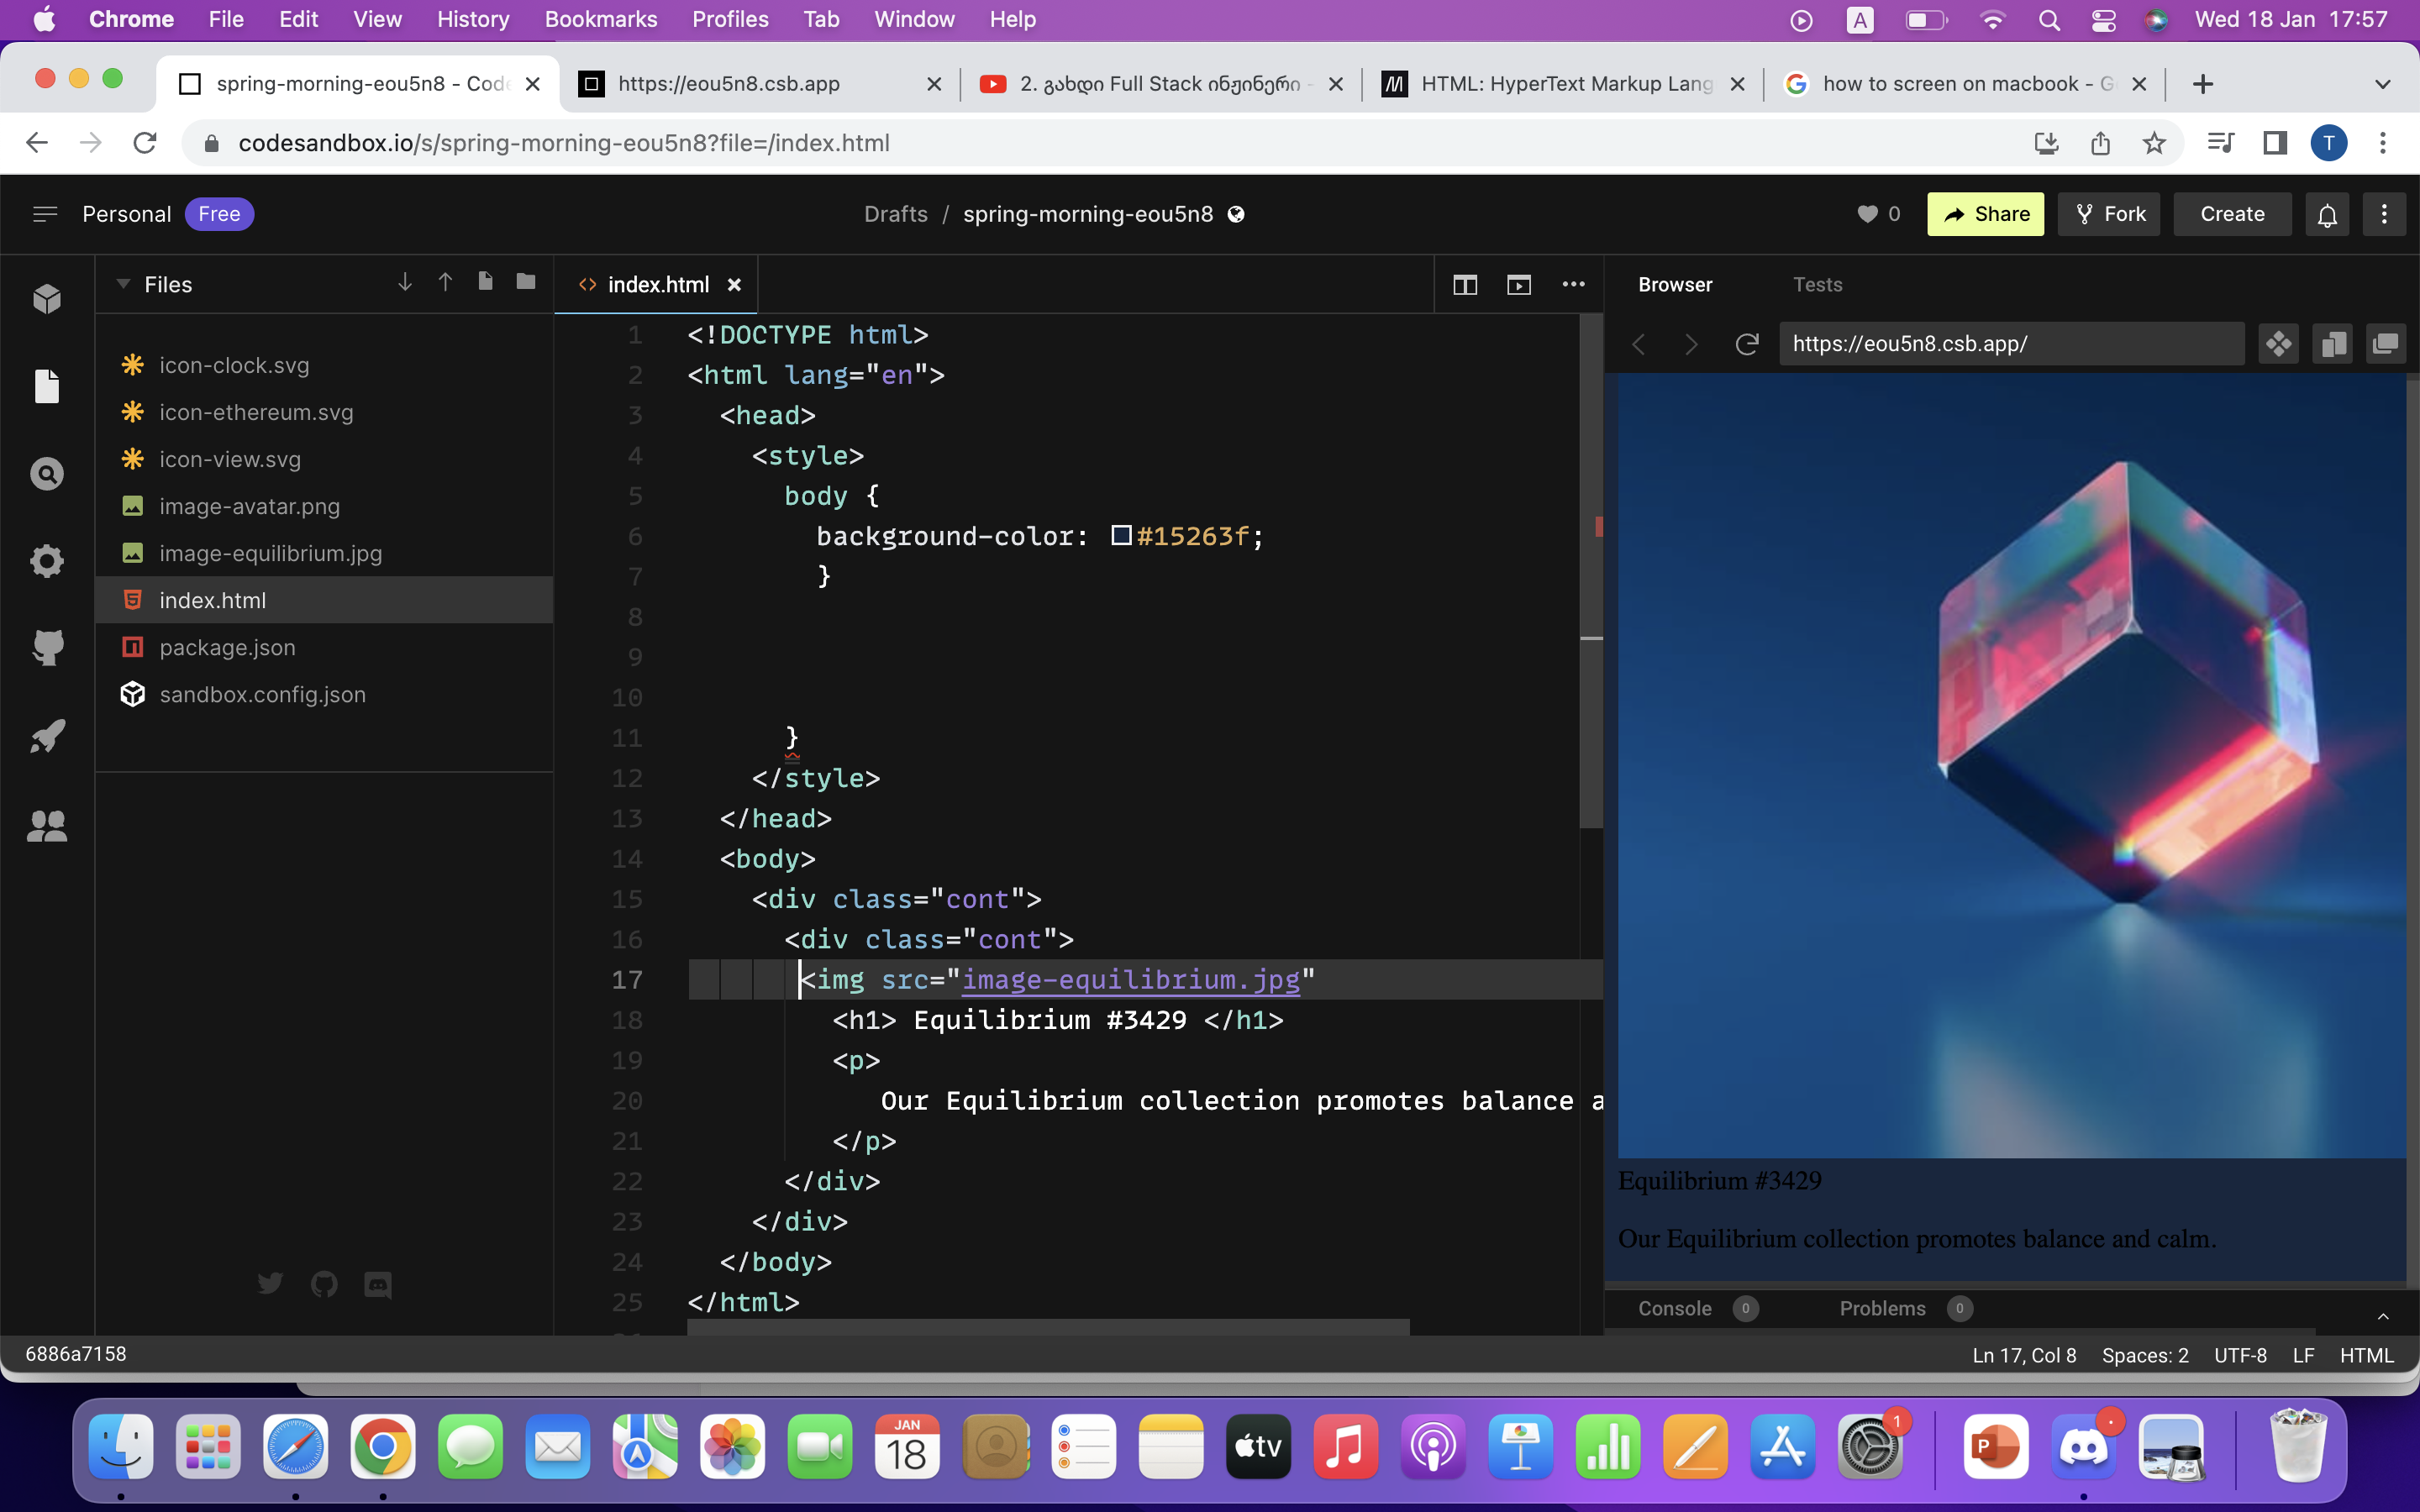 Chrome File Edit View History Bookmarks Profiles Tab Window Help A Wed 18 Jan 17:57
spring-morning-eou5n8 - Code https://eou5n8.csb.app 2. გახდი Full Stack ინჟინერი - HTML: HyperText Markup Lang how to screen on macbook - G
codesandbox.io/s/spring-morning-eou5n8?file=/index.html T
Personal Free Drafts / spring-morning-eou5n8 0 Share Fork Create
Files
icon-clock.svg
icon-ethereum.svg
icon-view.svg
image-avatar.png
image-equilibrium.jpg
index.html
package.json
sandbox.config.json
index.html
1 <!DOCTYPE html>
2 <html lang="en">
3 <head>
4 <style>
5 body {
6 background-color: #15263f;
7 }
8
9
10
11 }
12 </style>
13 </head>
14 <body>
15 <div class="cont">
16 <div class="cont">
17 <img src="image-equilibrium.jpg"
18 <h1> Equilibrium #3429 </h1>
19 <p>
20 Our Equilibrium collection promotes balance a
21 </p>
22 </div>
23 </div>
24 </body>
25 </html>
Browser Tests
https://eou5n8.csb.app/
Equilibrium #3429
Our Equilibrium collection promotes balance and calm.
Console 0 Problems 0
6886a7158 Ln 17, Col 8 Spaces: 2 UTF-8 LF HTML
JAN
18
tv
1
P